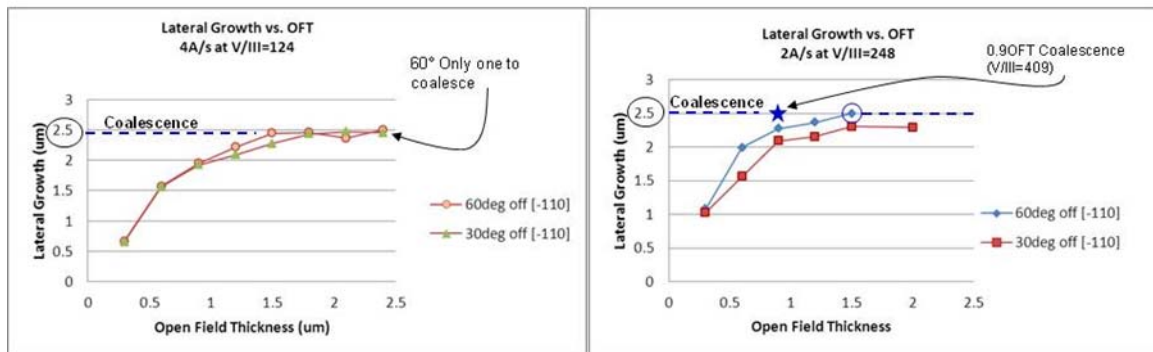 Lateral Growth vs. OFT
4A/s at V/III=124
60° Only one to
coalesce
Lateral Growth (um)
3
2.5
2
1.5
1
0.5
0
Coalescence
60deg off [-110]
30deg off [-110]
0
0.5
1
1.5
2
2.5
Open Field Thickness (um)
Lateral Growth vs. OFT
2A/s at V/III=248
0.9OFT Coalescence
(V/III=409)
Lateral Growth (um)
3
2.5
2
1.5
1
0.5
0
Coalescence
60deg off [-110]
30deg off [-110]
0
0.5
1
1.5
2
2.5
Open Field Thickness